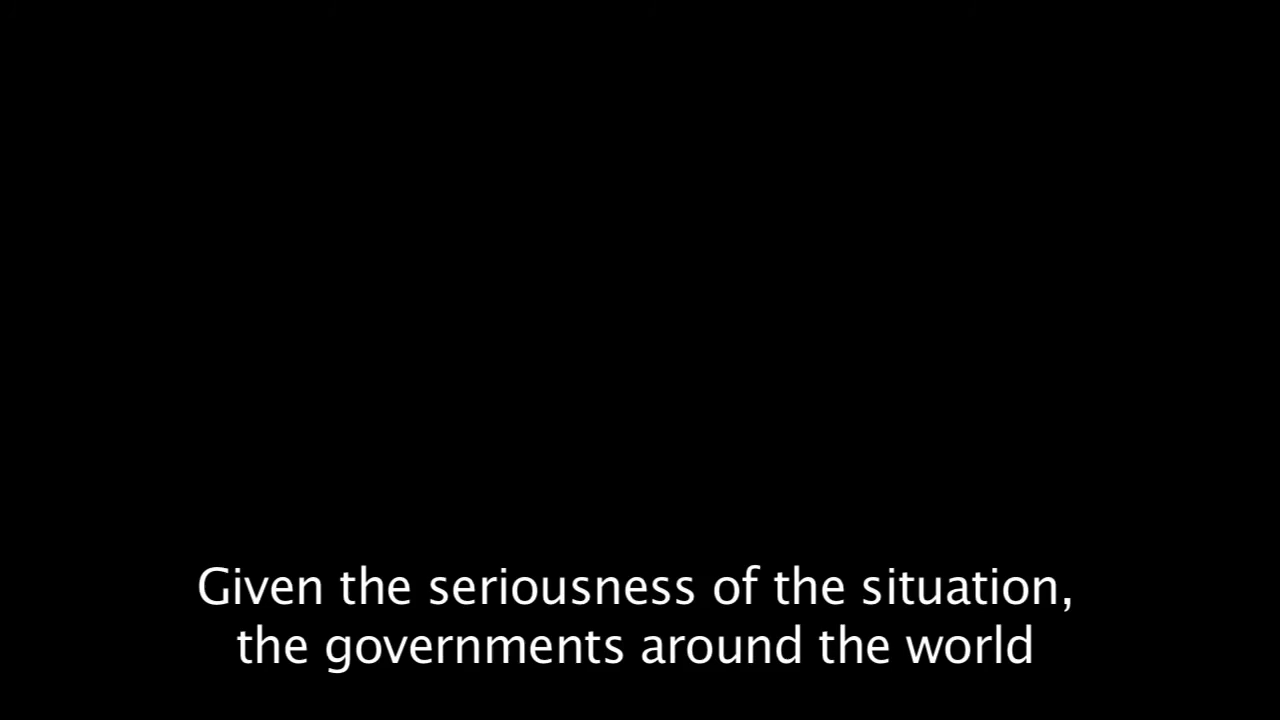 Given the seriousness of the situation,
the governments around the world